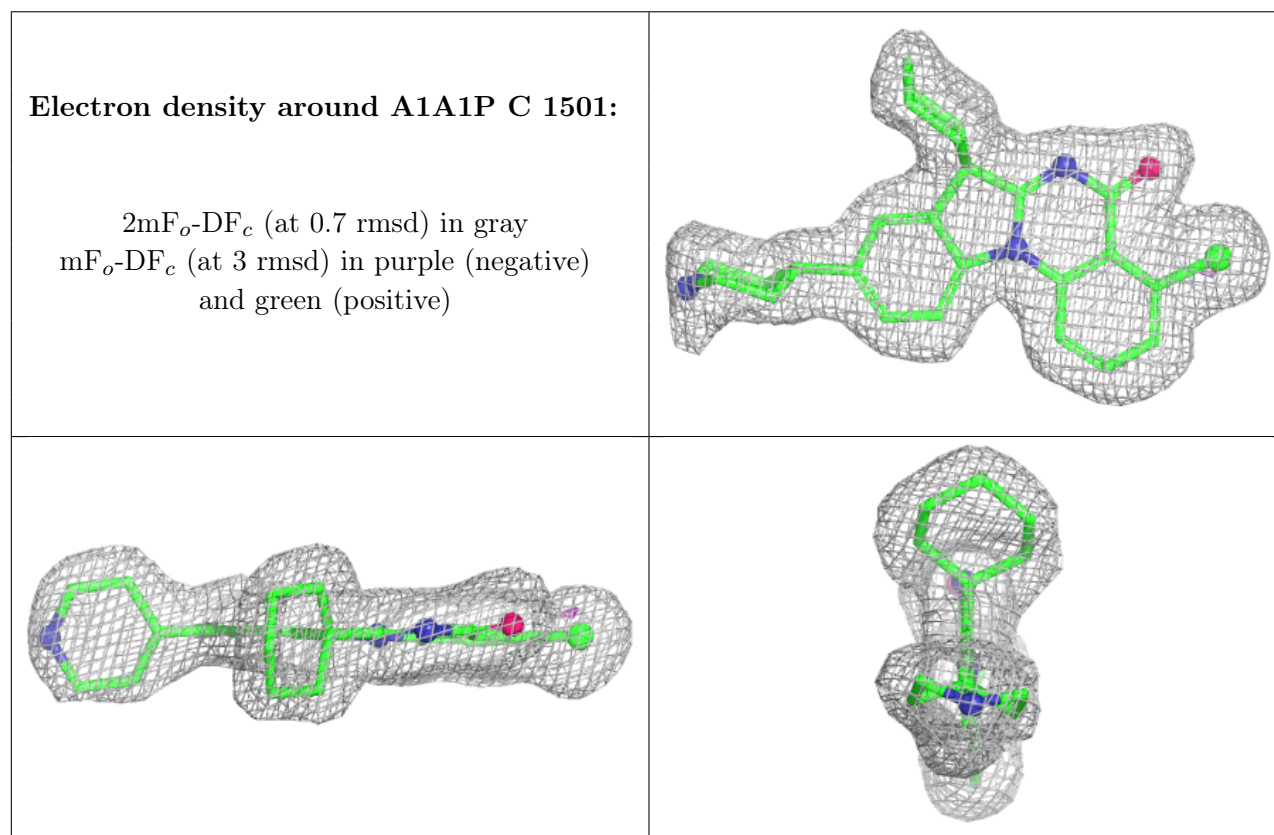 Electron density around A1A1P C 1501:
2mFₒ-DF𝒸 (at 0.7 rmsd) in gray
mFₒ-DF𝒸 (at 3 rmsd) in purple (negative)
and green (positive)